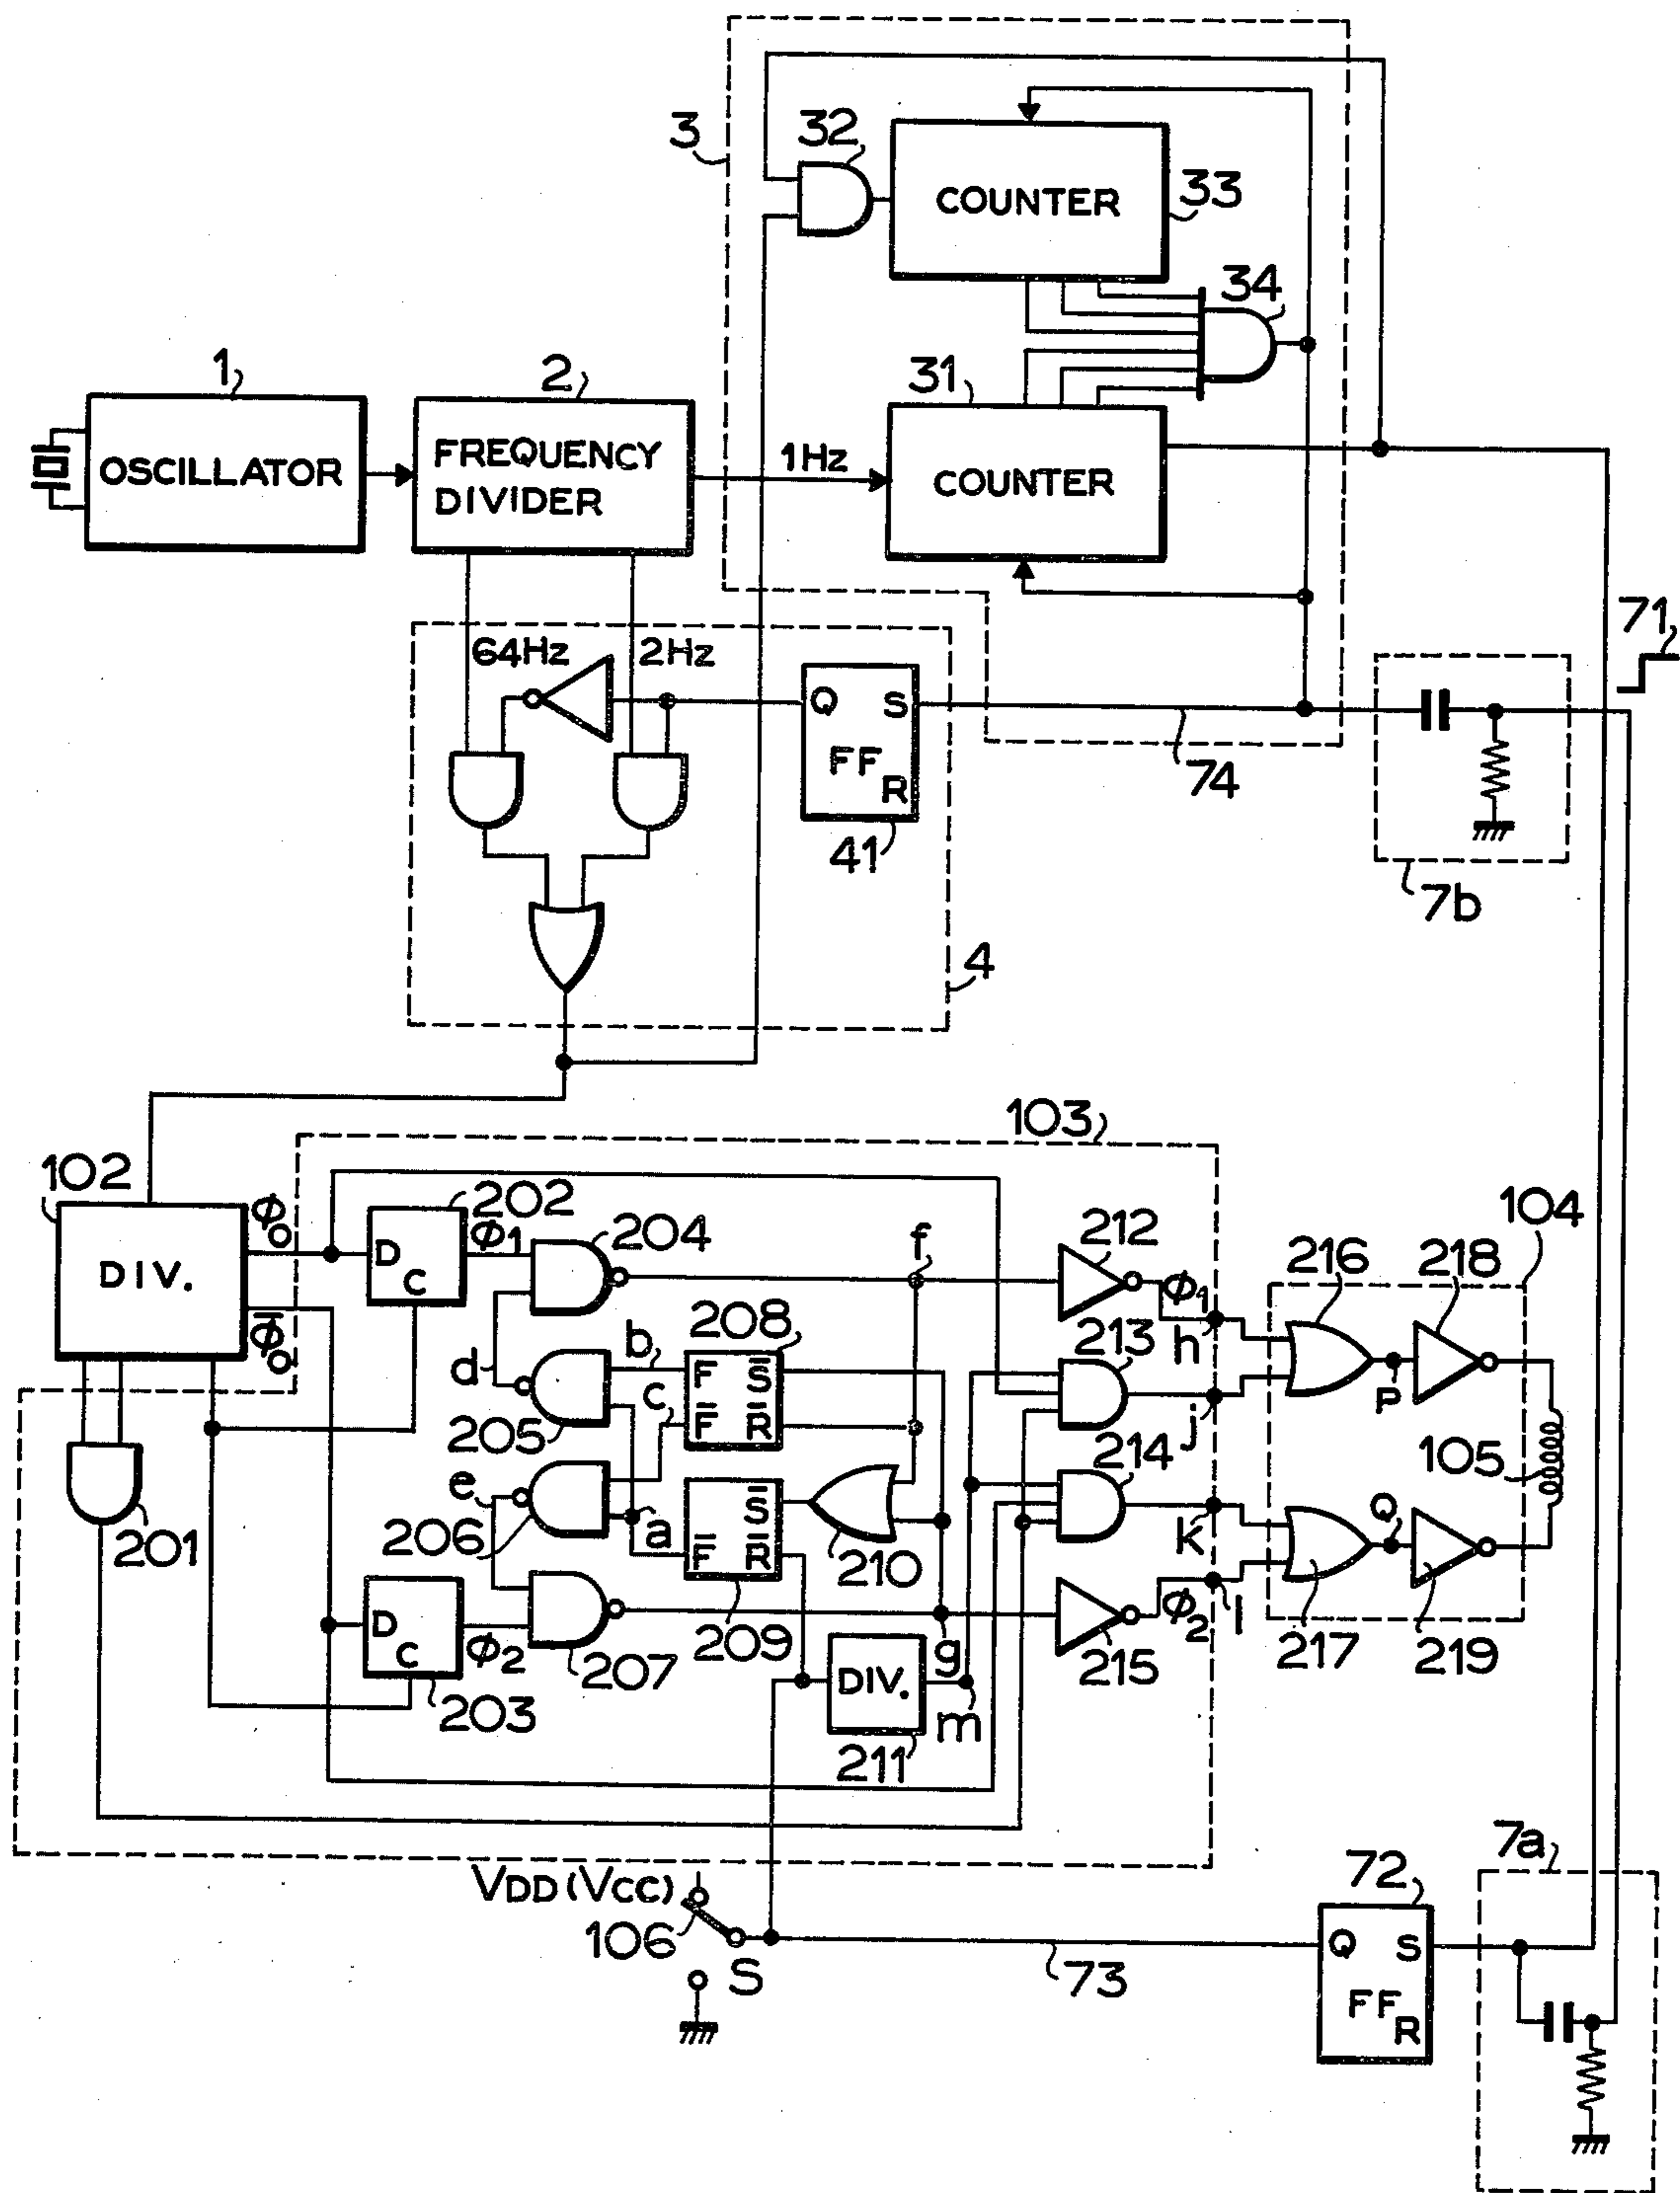 3
32
COUNTER
33
34
1
2
31
OSCILLATOR
FREQUENCY
DIVIDER
1Hz
COUNTER
71
64Hz
2Hz
Q
S
FF
R
41
74
7b
4
103
102
φ0
202
φ1
204
f
212
104
DIV.
D
C
216
218
φ̄0
φ1
h
213
208
b
F
S̄
d
c
F̄
R̄
205
P
j
214
105
e
206
a
S̄
F̄
R̄
210
k
Q
201
D
C
φ2
207
209
g
215
φ2
l
217
219
203
DIV.
m
211
7a
VDD (VCC)
106
S
73
72
Q
S
FF
R